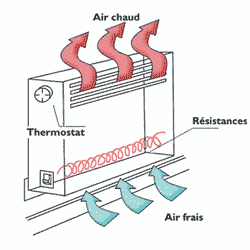 Air chaud
Résistances
Thermostat
Air frais